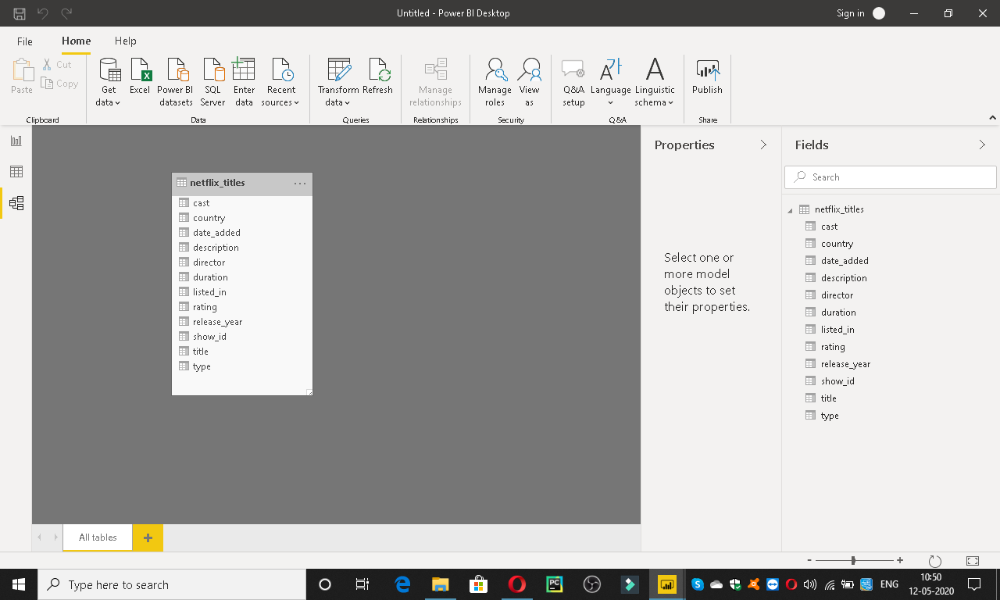 Untitled - Power BI Desktop
Sign in
File
Home
Help
Paste
Cut
Copy
Clipboard
Get data
Excel
Power BI datasets
SQL Server
Enter data
Recent sources
Data
Transform data
Refresh
Queries
Manage relationships
Relationships
Manage roles
View as
Security
Q&A setup
Language
Linguistic schema
Q&A
Publish
Share
netflix_titles
cast
country
date_added
description
director
duration
listed_in
rating
release_year
show_id
title
type
Properties
Select one or
more model
objects to set
their properties.
Fields
Search
netflix_titles
cast
country
date_added
description
director
duration
listed_in
rating
release_year
show_id
title
type
All tables
Type here to search
PC
ENG
10:50
12-05-2020